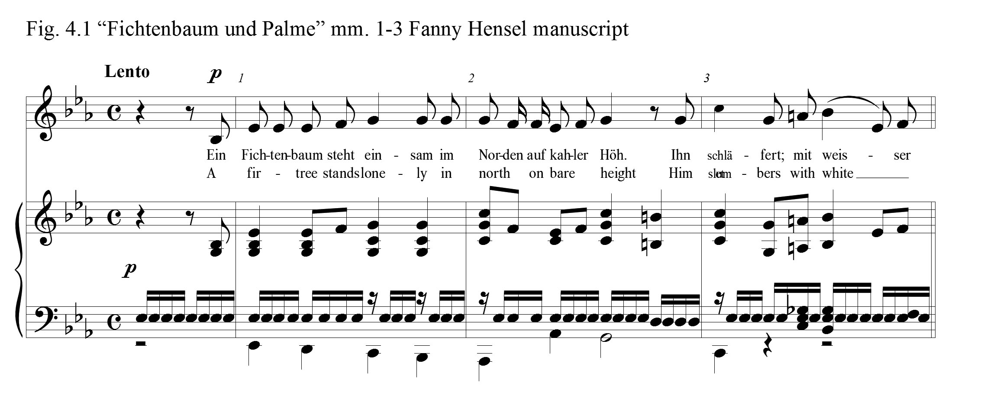 Fig. 4.1 “Fichtenbaum und Palme” mm. 1-3 Fanny Hensel manuscript
Lento
p
1
2
3
Ein Fich-ten-baum steht ein - sam im Nor-den auf kah-ler Höh. Ihn schlä - fert; mit weis - ser
A fir - tree stands lone - ly in north on bare height Him - bers with white
p